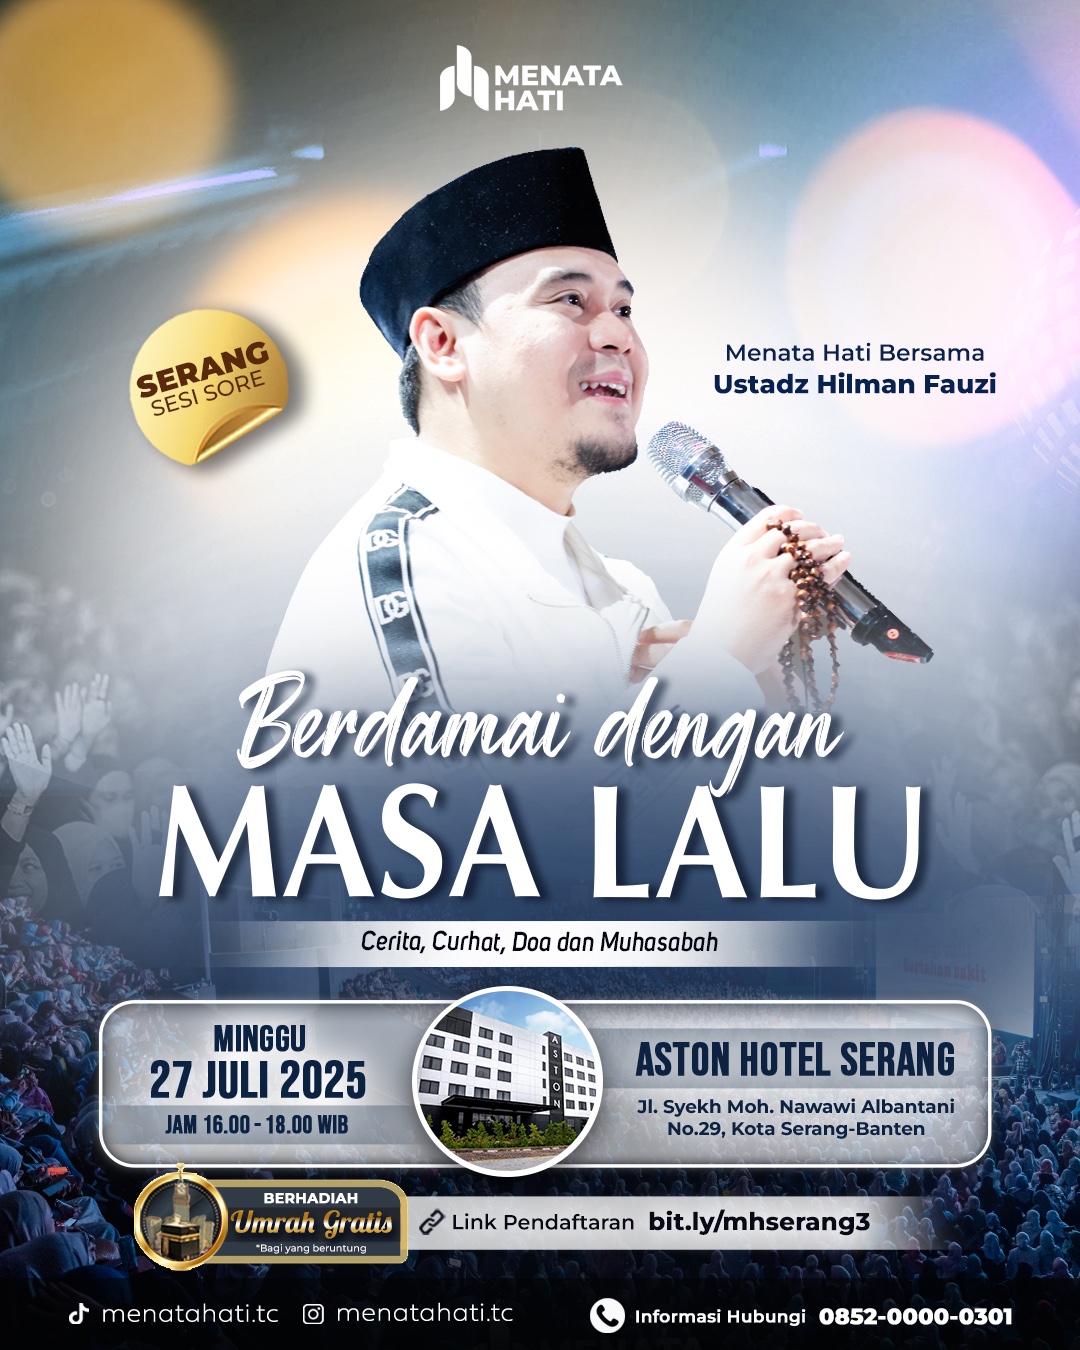 MENATA
HATI
SERANG
SESI SORE
Menata Hati Bersama
Ustadz Hilman Fauzi
DG
DG
DG
Berdamai dengan
MASA LALU
Cerita, Curhat, Doa dan Muhasabah
MINGGU
27 JULI 2025
JAM 16.00 - 18.00 WIB
ASTON
ASTON HOTEL SERANG
Jl. Syekh Moh. Nawawi Albantani
No.29, Kota Serang-Banten
BERHADIAH
Umrah Gratis
*Bagi yang beruntung
Link Pendaftaran bit.ly/mhserang3
menatahati.tc menatahati.tc
Informasi Hubungi 0852-0000-0301